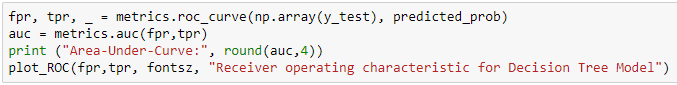 fpr, tpr, _ = metrics.roc_curve(np.array(y_test), predicted_prob)
auc = metrics.auc(fpr,tpr)
print ("Area-Under-Curve:", round(auc,4))
plot_ROC(fpr,tpr, fontsz, "Receiver operating characteristic for Decision Tree Model")